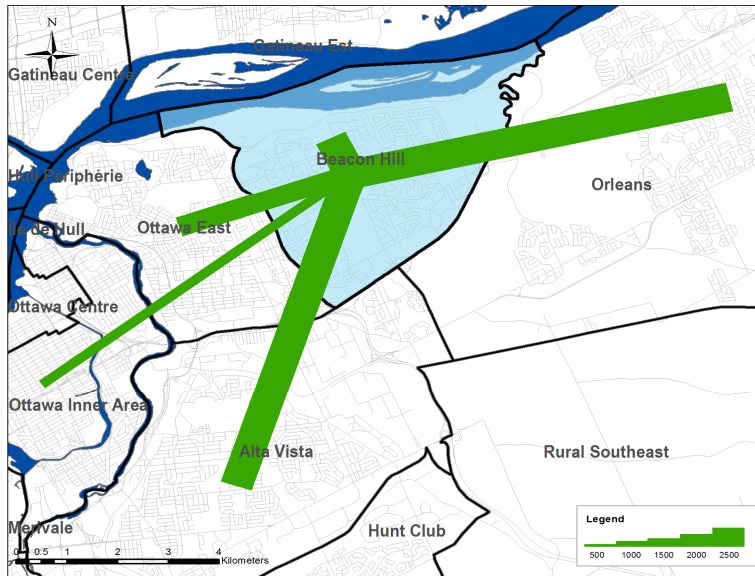 N
Gatineau Est
Gatineau Centre
Beacon Hill
Hull Périphérie
Orleans
Île de Hull
Ottawa East
Ottawa Centre
Ottawa Inner Area
Alta Vista
Rural Southeast
Merivale
Hunt Club
0 0.5 1 2 3 4
Kilometers
Legend
500 1000 1500 2000 2500